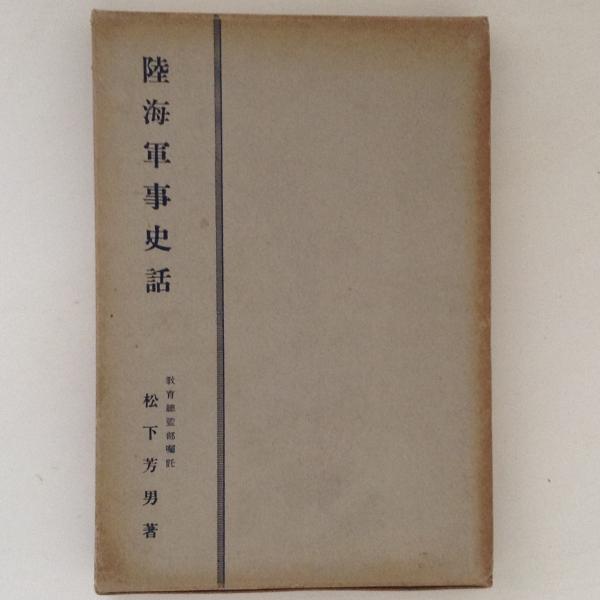 陸海軍事史話
教育總監部囑託
松下芳男著